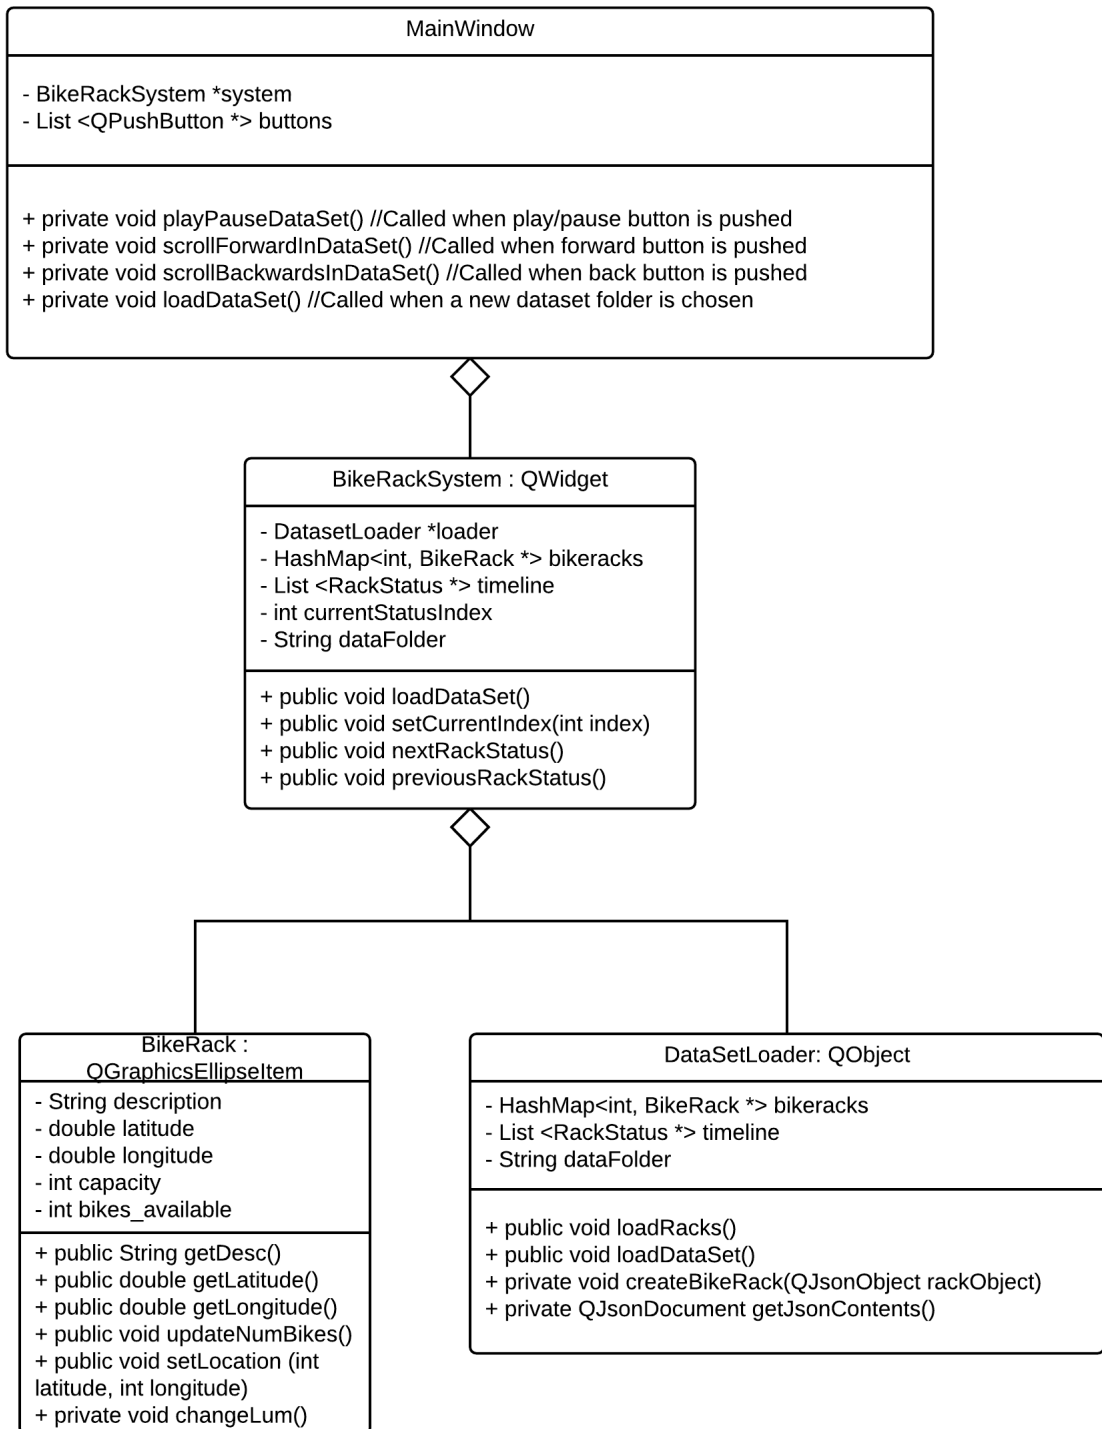 MainWindow
- BikeRackSystem *system
- List <QPushButton *> buttons
+ private void playPauseDataSet() //Called when play/pause button is pushed
+ private void scrollForwardInDataSet() //Called when forward button is pushed
+ private void scrollBackwardsInDataSet() //Called when back button is pushed
+ private void loadDataSet() //Called when a new dataset folder is chosen
BikeRackSystem : QWidget
- DatasetLoader *loader
- HashMap<int, BikeRack *> bikeracks
- List <RackStatus *> timeline
- int currentStatusIndex
- String dataFolder
+ public void loadDataSet()
+ public void setCurrentIndex(int index)
+ public void nextRackStatus()
+ public void previousRackStatus()
BikeRack :
QGraphicsEllipseItem
- String description
- double latitude
- double longitude
- int capacity
- int bikes_available
+ public String getDesc()
+ public double getLatitude()
+ public double getLongitude()
+ public void updateNumBikes()
+ public void setLocation (int
latitude, int longitude)
+ private void changeLum()
DataSetLoader: QObject
- HashMap<int, BikeRack *> bikeracks
- List <RackStatus *> timeline
- String dataFolder
+ public void loadRacks()
+ public void loadDataSet()
+ private void createBikeRack(QJsonObject rackObject)
+ private QJsonDocument getJsonContents()